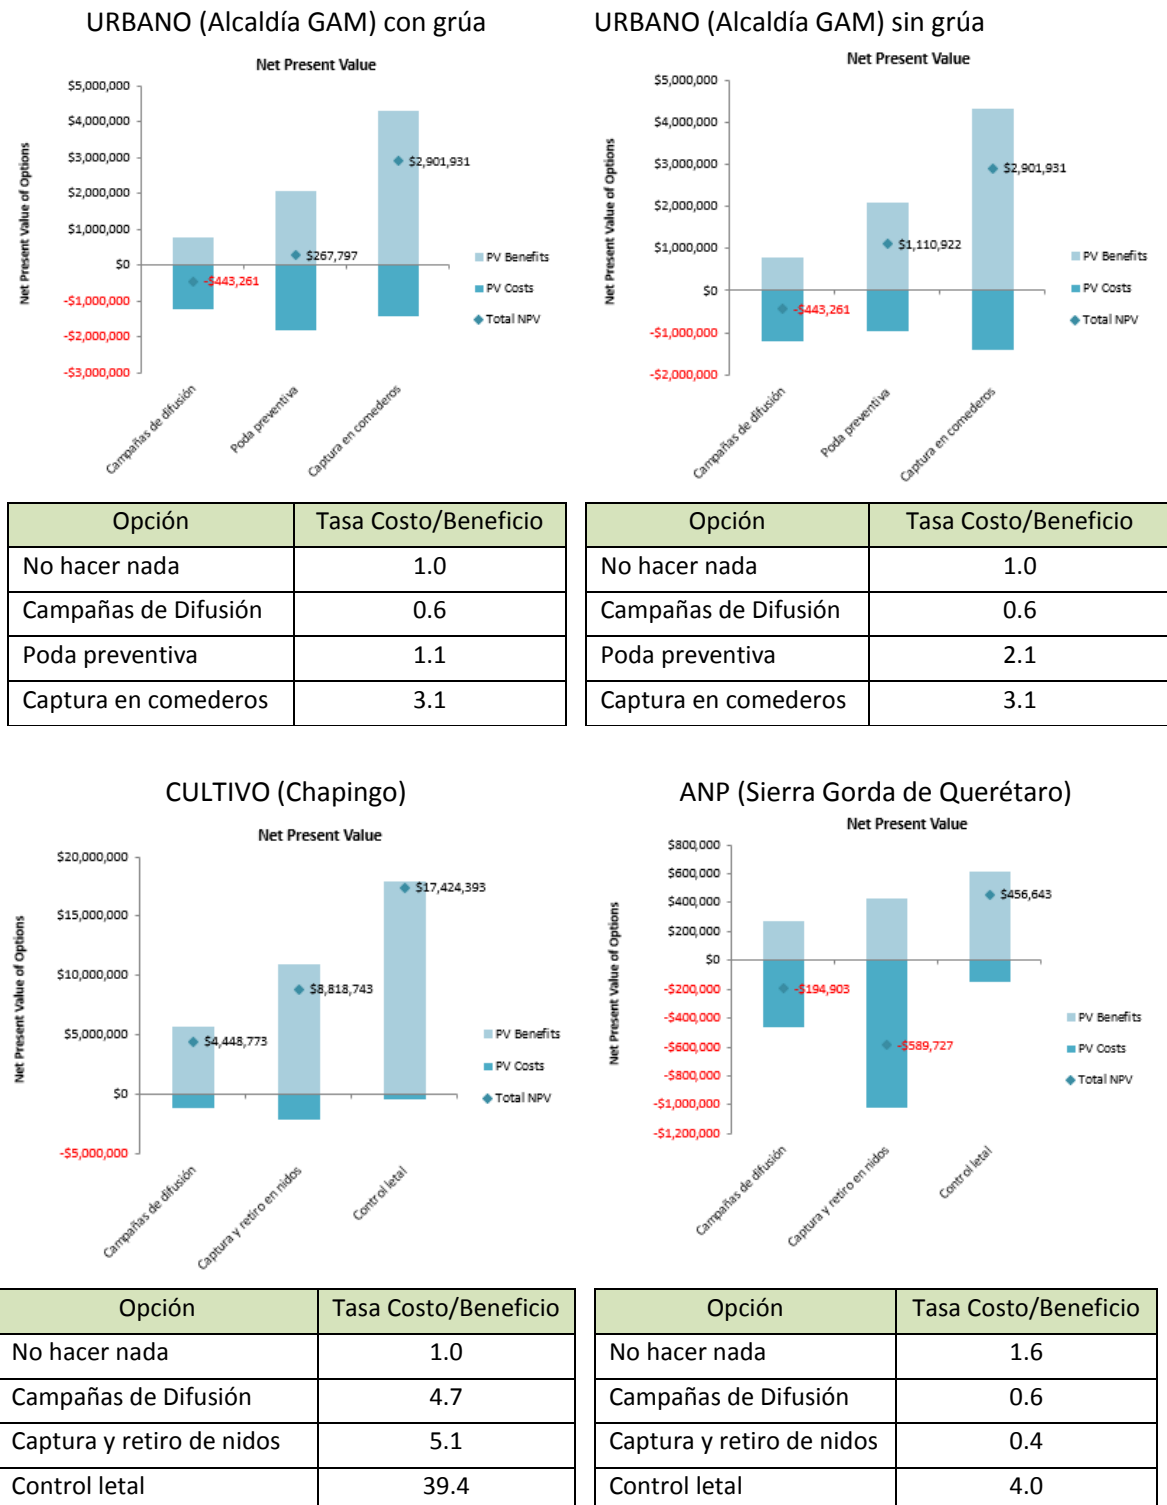 URBANO (Alcaldía GAM) con grúa
Net Present Value
Net Present Value of Options
$5,000,000
$4,000,000
$3,000,000
$2,000,000
$1,000,000
$0
-$1,000,000
-$2,000,000
-$3,000,000
-$443,261
$267,797
$2,901,931
PV Benefits
PV Costs
Total NPV
Campañas de difusión
Poda preventiva
Captura en comederos
URBANO (Alcaldía GAM) sin grúa
Net Present Value
Net Present Value of Options
$5,000,000
$4,000,000
$3,000,000
$2,000,000
$1,000,000
$0
-$1,000,000
-$2,000,000
-$443,261
$1,110,922
$2,901,931
PV Benefits
PV Costs
Total NPV
Campañas de difusión
Poda preventiva
Captura en comederos
Opción Tasa Costo/Beneficio
No hacer nada 1.0
Campañas de Difusión 0.6
Poda preventiva 1.1
Captura en comederos 3.1
Opción Tasa Costo/Beneficio
No hacer nada 1.0
Campañas de Difusión 0.6
Poda preventiva 2.1
Captura en comederos 3.1
CULTIVO (Chapingo)
Net Present Value
Net Present Value of Options
$20,000,000
$15,000,000
$10,000,000
$5,000,000
$0
-$5,000,000
$4,448,773
$8,818,743
$17,424,393
PV Benefits
PV Costs
Total NPV
Campañas de difusión
Captura y retiro en nidos
Control letal
ANP (Sierra Gorda de Querétaro)
Net Present Value
Net Present Value of Options
$800,000
$600,000
$400,000
$200,000
$0
-$200,000
-$400,000
-$600,000
-$800,000
-$1,000,000
-$1,200,000
-$194,903
-$589,727
$456,643
PV Benefits
PV Costs
Total NPV
Campañas de difusión
Captura y retiro en nidos
Control letal
Opción Tasa Costo/Beneficio
No hacer nada 1.0
Campañas de Difusión 4.7
Captura y retiro de nidos 5.1
Control letal 39.4
Opción Tasa Costo/Beneficio
No hacer nada 1.6
Campañas de Difusión 0.6
Captura y retiro de nidos 0.4
Control letal 4.0